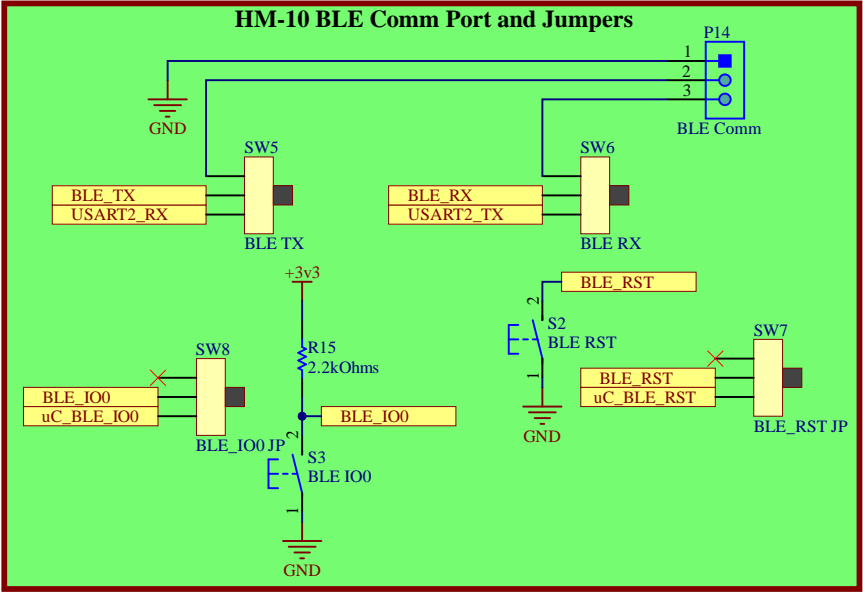 HM-10 BLE Comm Port and Jumpers
P14
1
2
3
BLE Comm
GND
SW5
BLE_TX
USART2_RX
BLE TX
SW6
BLE_RX
USART2_TX
BLE RX
+3v3
R15
2.2kOhms
BLE_IO0
2
S3
BLE IO0
1
GND
SW8
BLE_IO0
uC_BLE_IO0
BLE_IO0 JP
BLE_RST
2
S2
BLE RST
1
GND
SW7
BLE_RST
uC_BLE_RST
BLE_RST JP